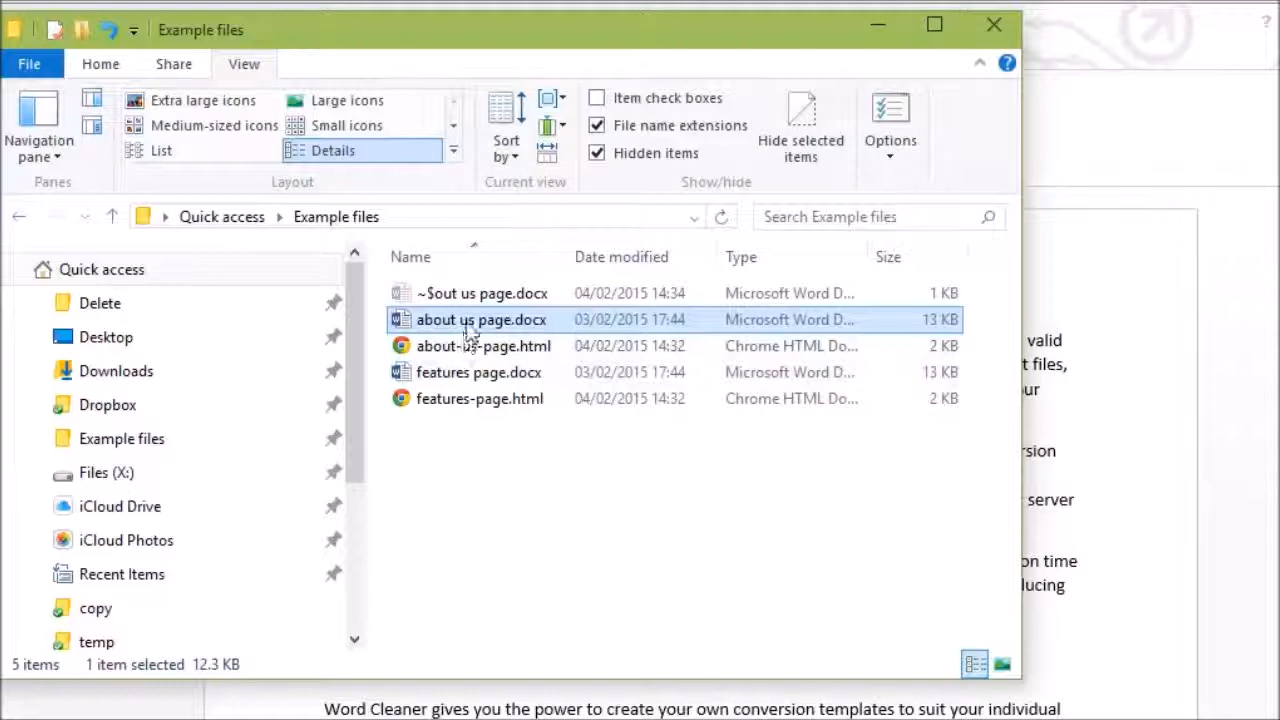 Example files
?
File Home Share View
Extra large icons Large icons
Item check boxes
Medium-sized icons Small icons
File name extensions
List Details
Hidden items
Navigation pane
Sort by
Hide selected items
Options
Panes Layout Current view Show/hide
Quick access Example files
Search Example files
Name Date modified Type Size
Quick access
Delete
Desktop
Downloads
Dropbox
Example files
Files (X:)
iCloud Drive
iCloud Photos
Recent Items
copy
temp
~$out us page.docx 04/02/2015 14:34 Microsoft Word D... 1 KB
about us page.docx 03/02/2015 17:44 Microsoft Word D... 13 KB
about-us-page.html 04/02/2015 14:32 Chrome HTML Do... 2 KB
features page.docx 03/02/2015 17:44 Microsoft Word D... 13 KB
features-page.html 04/02/2015 14:32 Chrome HTML Do... 2 KB
5 items 1 item selected 12.3 KB
valid
files,
server
on time
Word Cleaner gives you the power to create your own conversion templates to suit your individual